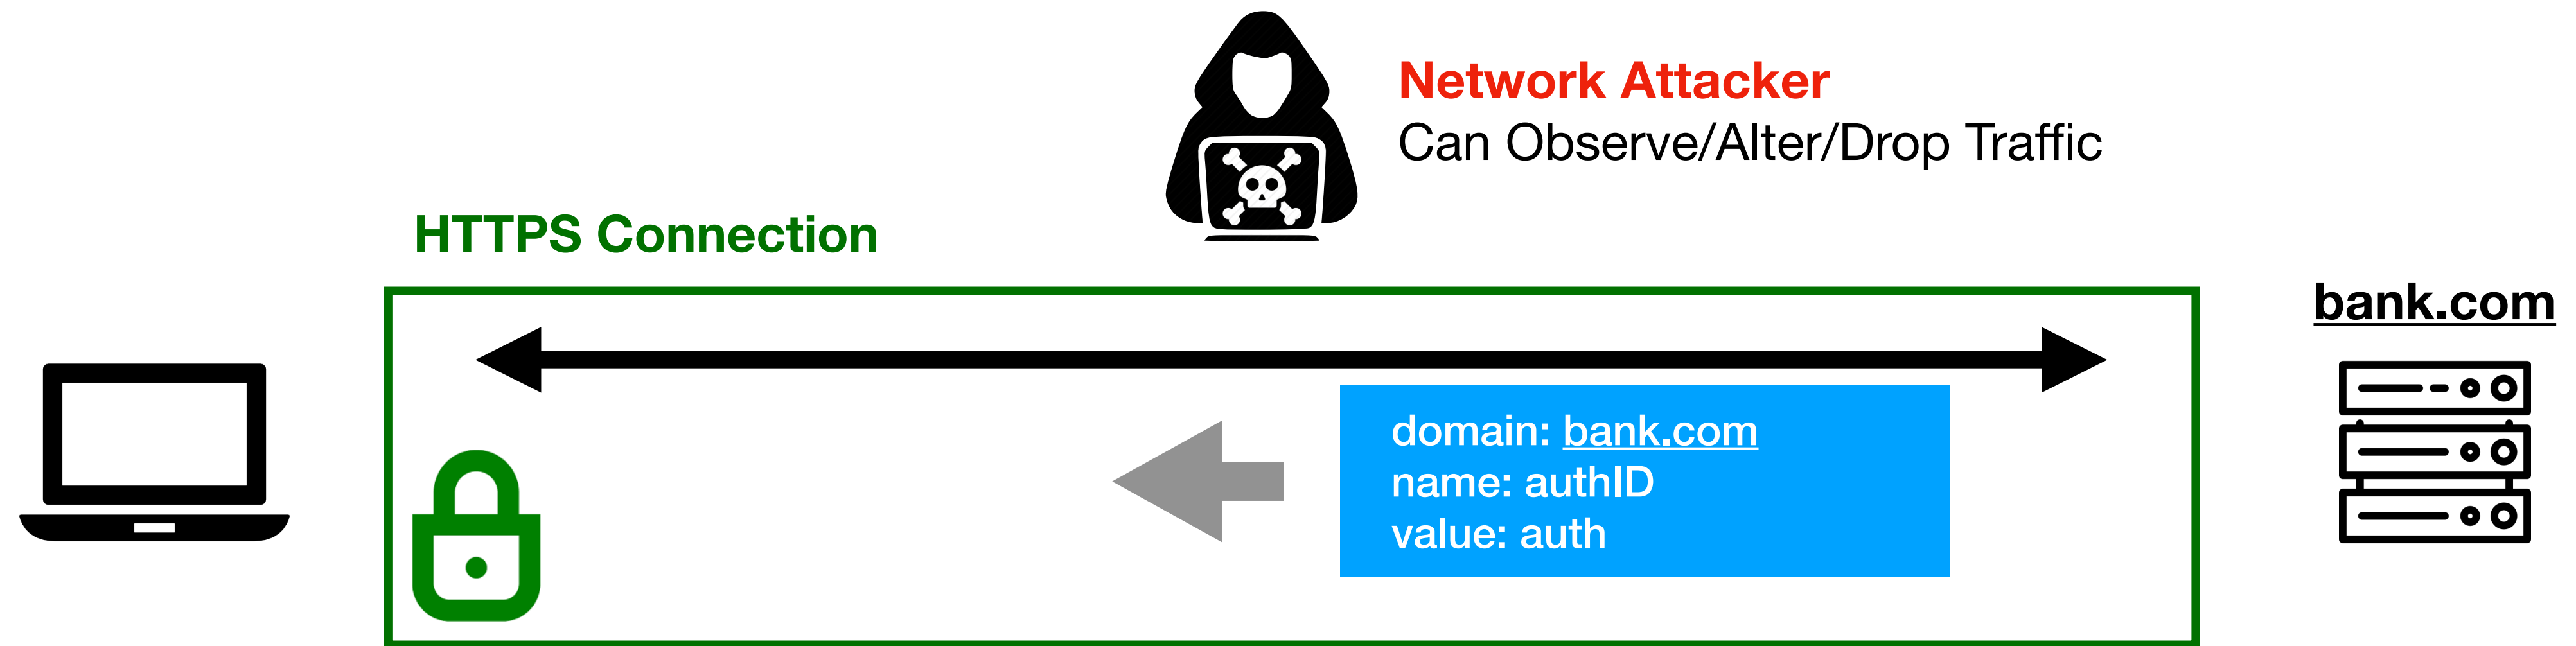 Network Attacker
Can Observe/Alter/Drop Traffic
HTTPS Connection
bank.com
domain: bank.com
name: authID
value: auth